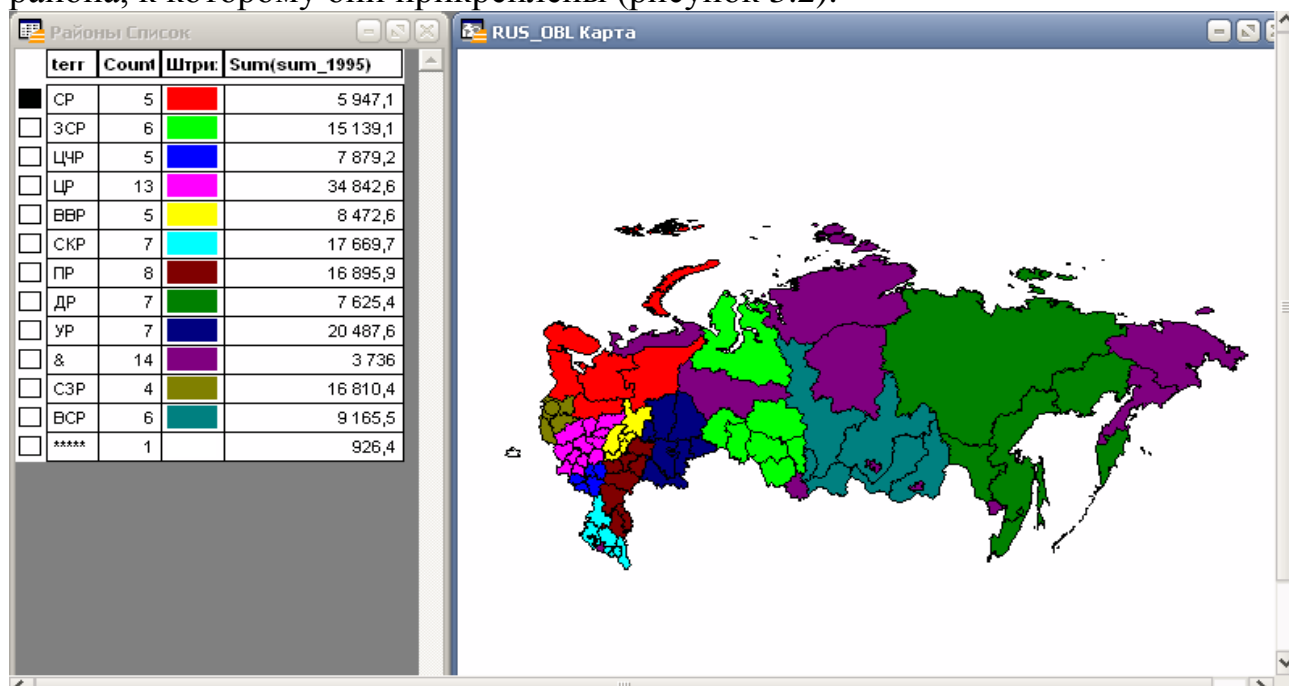 района, к которому они прикреплены (рисунок 3.2).
Районы Список
RUS_OBL Карта
terr Count Штри: Sum(sum_1995)
СР 5 5 947,1
ЗСР 6 15 139,1
ЦЧР 5 7 879,2
ЦР 13 34 842,6
ВВР 5 8 472,6
СКР 7 17 669,7
ПР 8 16 895,9
ДР 7 7 625,4
УР 7 20 487,6
& 14 3 736
СЗР 4 16 810,4
ВСР 6 9 165,5
***** 1 926,4